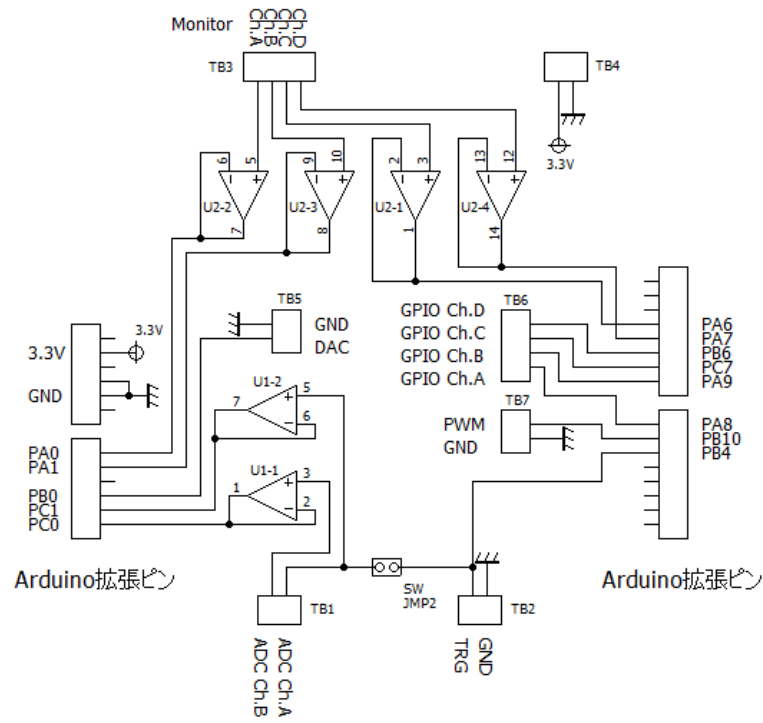 Monitor
Ch.A
Ch.B
Ch.C
Ch.D
TB3
TB4
3.3V
6
5
9
10
2
3
13
12
U2-2
U2-3
U2-1
U2-4
7
8
1
14
TB5
GND
DAC
3.3V
3.3V
GND
GPIO Ch.D
GPIO Ch.C
GPIO Ch.B
GPIO Ch.A
TB6
PA6
PA7
PB6
PC7
PA9
U1-2
7
5
6
PWM
GND
TB7
PA8
PB10
PB4
PA0
PA1
PB0
PC1
PC0
U1-1
1
3
2
Arduino拡張ピン
Arduino拡張ピン
SW
JMP2
TB1
ADC Ch.B
ADC Ch.A
TB2
TRG
GND